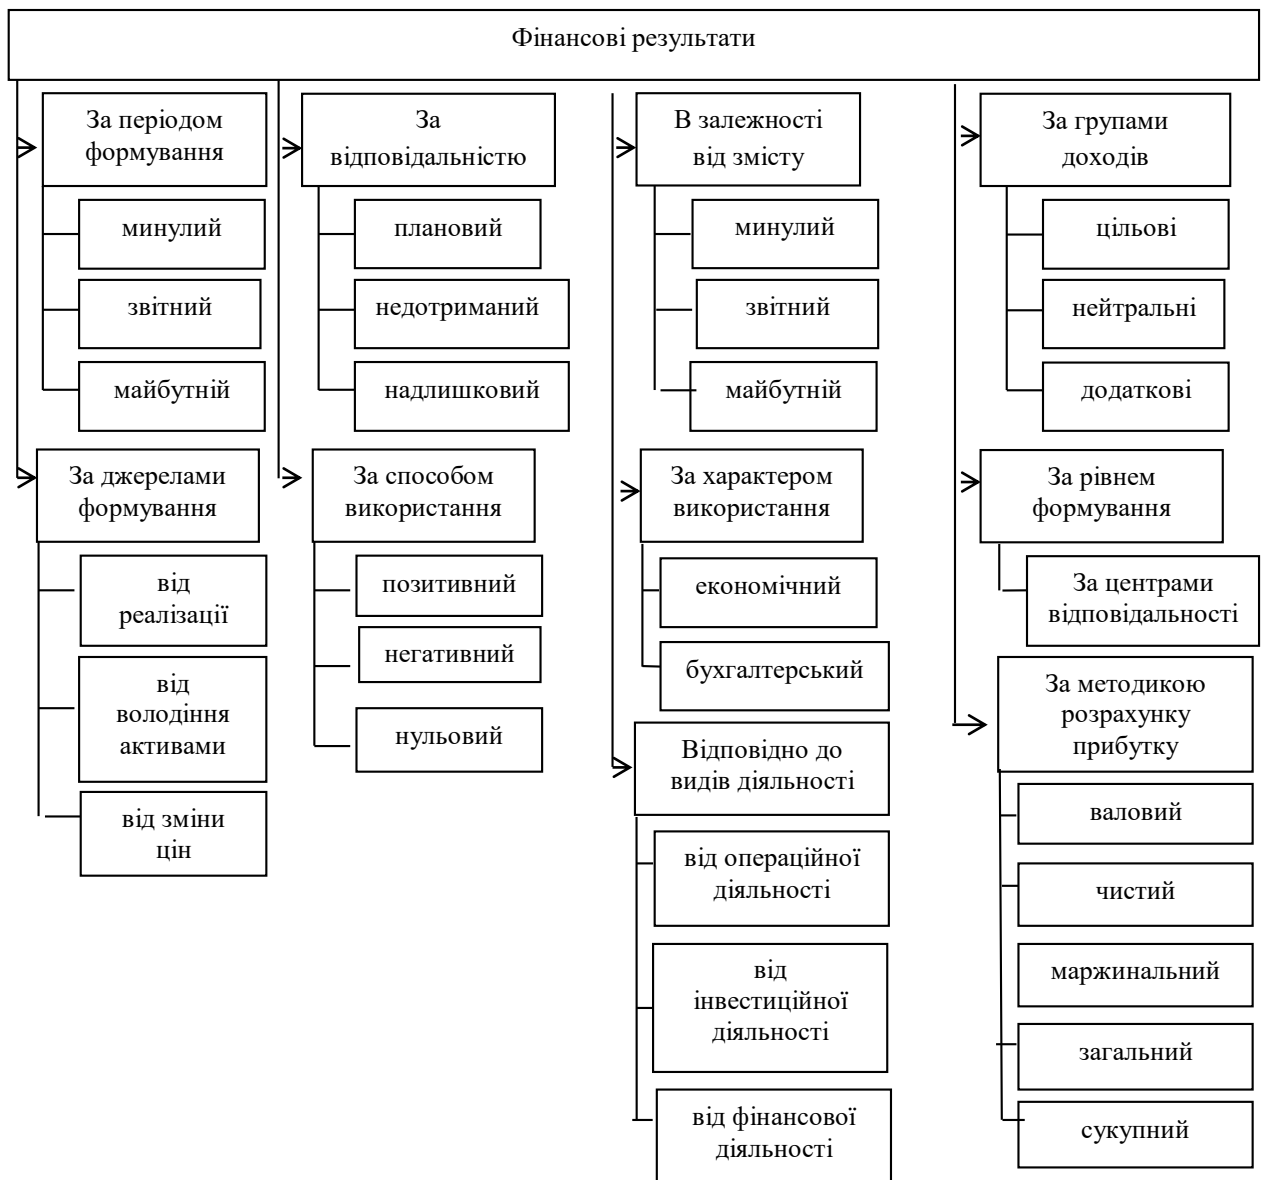 Фінансові результати
За періодом
формування
минулий
звітний
майбутній
За джерелами
формування
від
реалізації
від
володіння
активами
від зміни
цін
За
відповідальністю
плановий
недотриманий
надлишковий
За способом
використання
позитивний
негативний
нульовий
В залежності
від змісту
минулий
звітний
майбутній
За характером
використання
економічний
бухгалтерський
Відповідно до
видів діяльності
від операційної
діяльності
від
інвестиційної
діяльності
від фінансової
діяльності
За групами
доходів
цільові
нейтральні
додаткові
За рівнем
формування
За центрами
відповідальності
За методикою
розрахунку
прибутку
валовий
чистий
маржинальний
загальний
сукупний